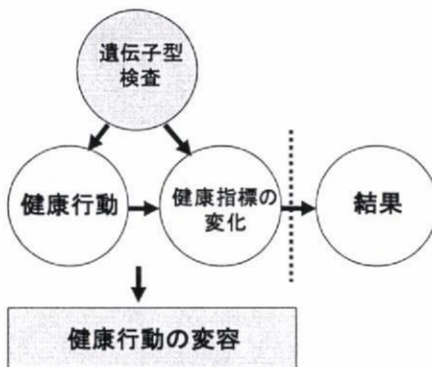 遺伝子型
検査
健康行動
健康指標の
変化
結果
健康行動の変容